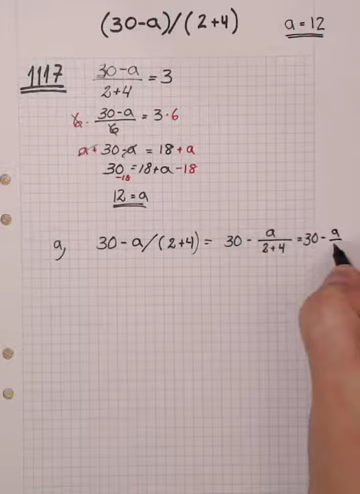 (30-a)/(2+4)
a = 12
1117 (30-a)/(2+4) = 3
6 · (30-a)/6 = 3 · 6
a + 30 - a = 18 + a
30 - 18 = 18 + a - 18
12 = a
a, 30 - a/(2+4) = 30 - a/(2+4) = 30 - a